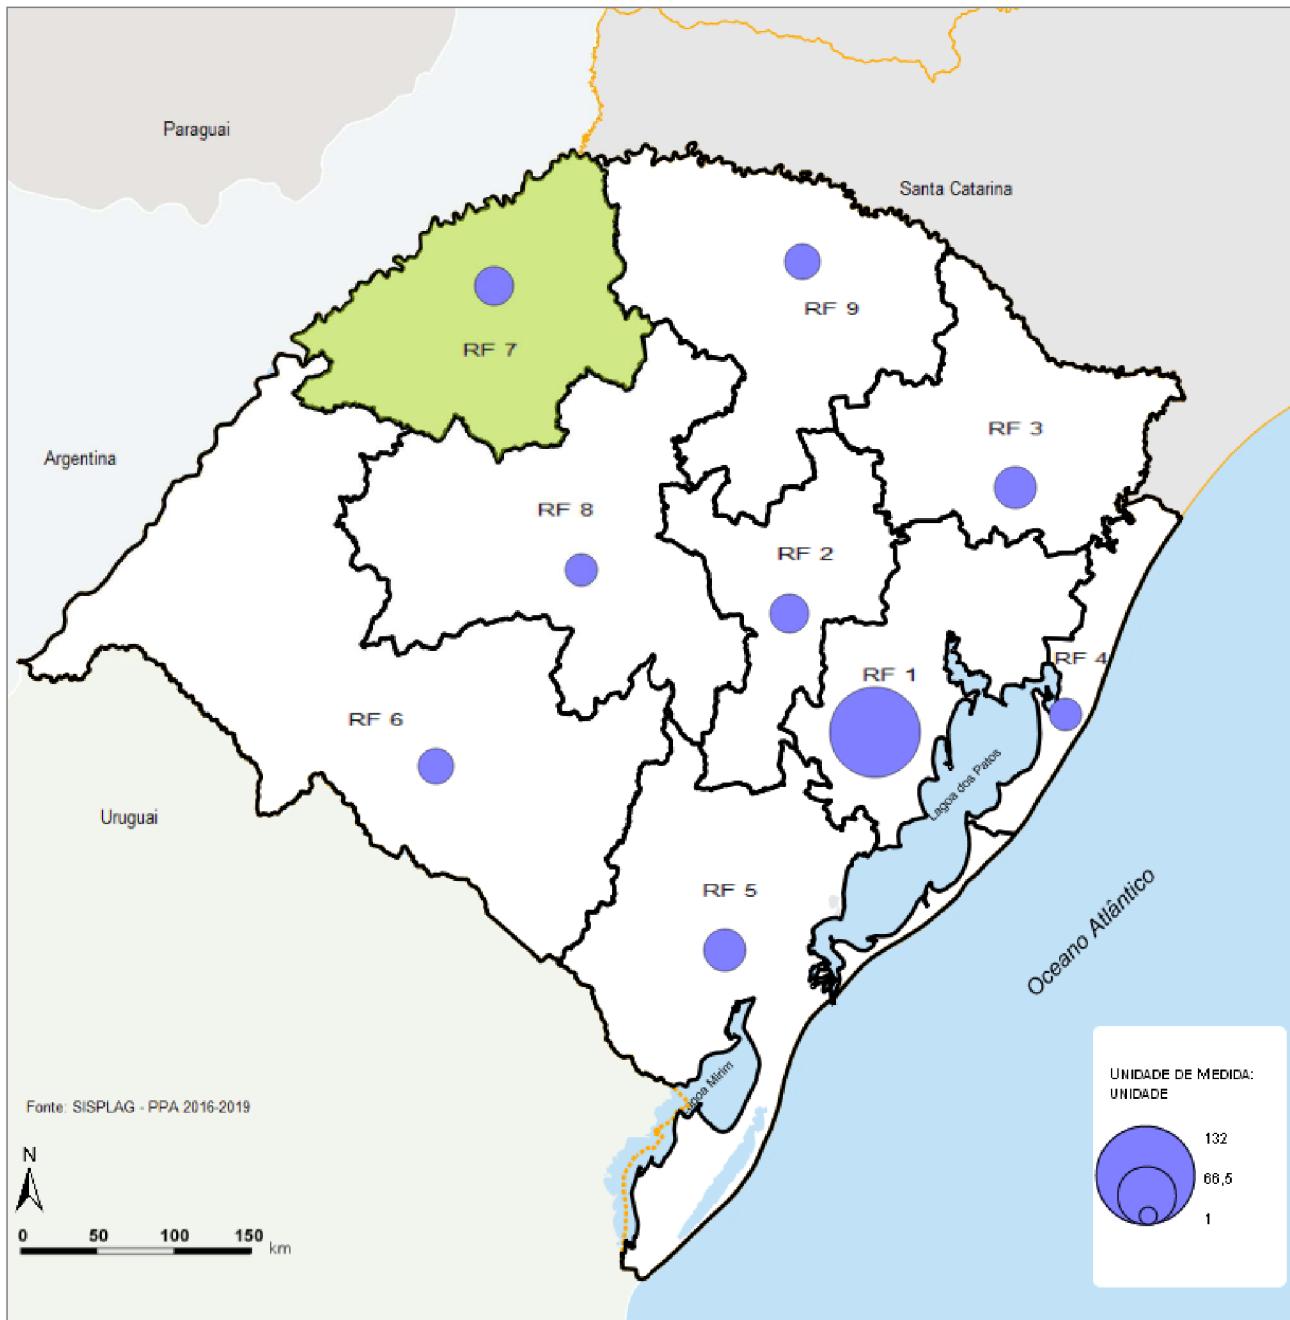 Paraguai
Santa Catarina
RF 9
RF 7
RF 3
Argentina
RF 8
RF 2
RF 4
RF 1
RF 6
Lagoa dos Patos
Uruguai
RF 5
Oceano Atlântico
Lagoa Mirim
Fonte: SISPLAG - PPA 2016-2019
N
0 50 100 150
km
UNIDADE DE MEDIDA:
UNIDADE
132
66,5
1